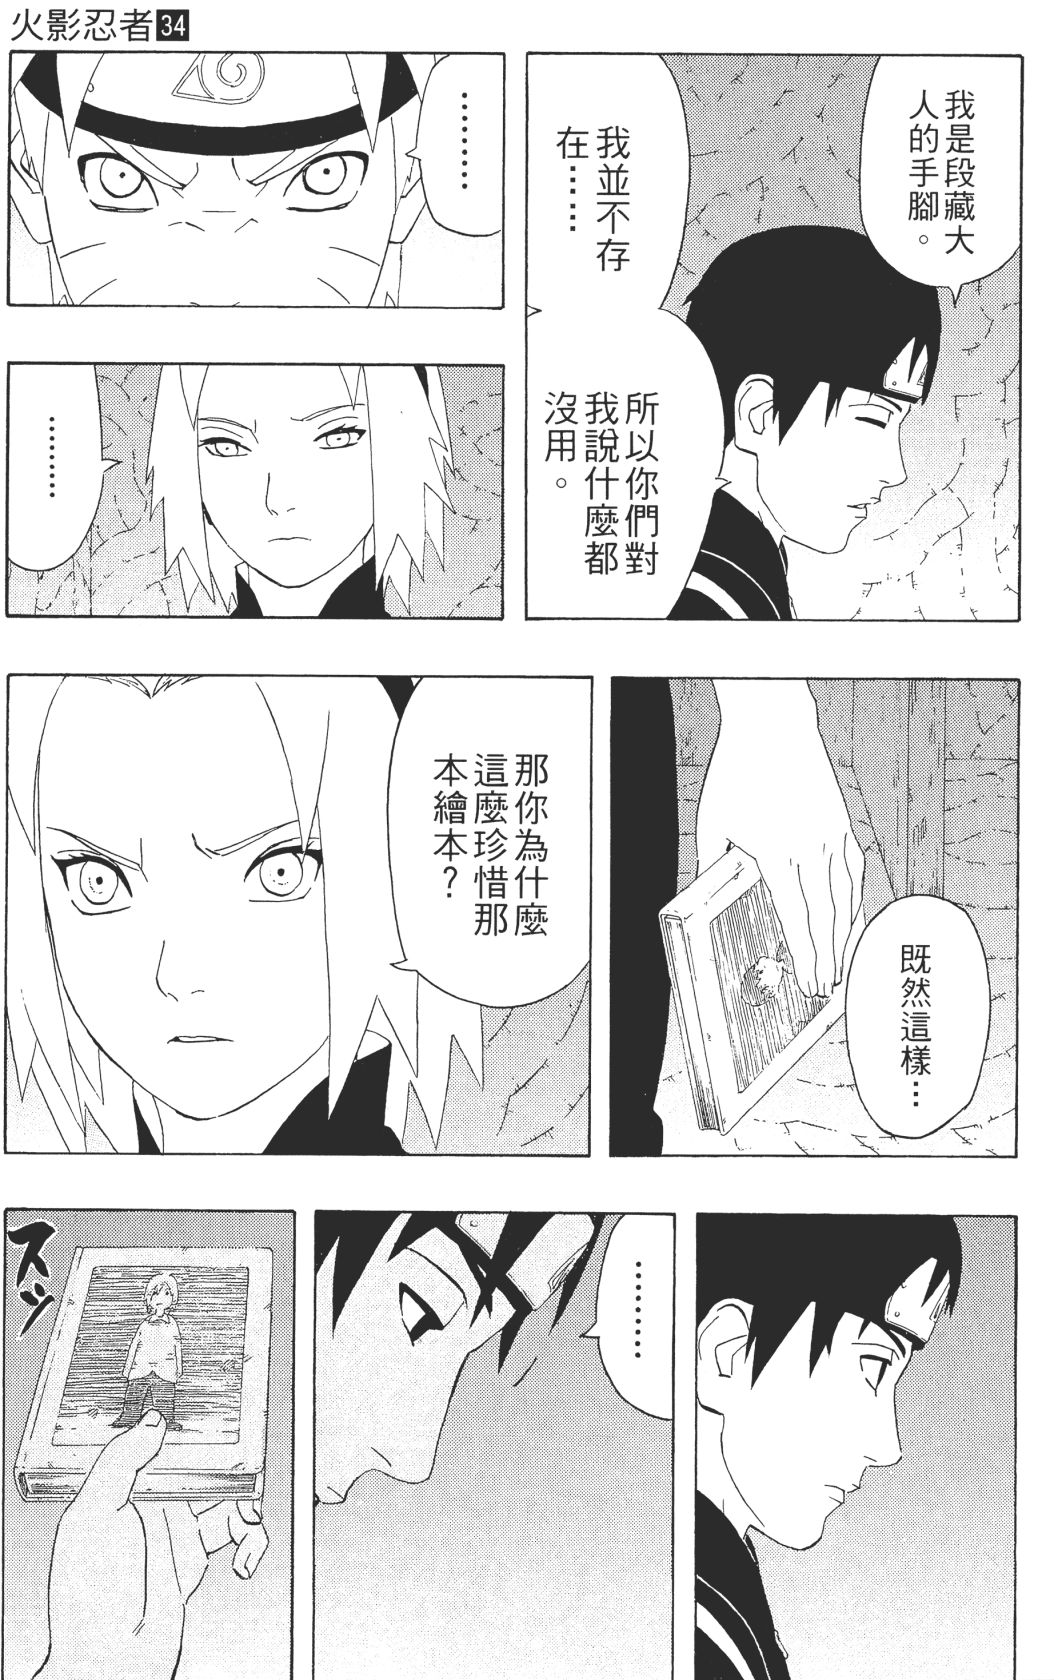 火影忍者34
我是段藏大
人的手腳。
我並不存
在……
所以你們對
我說什麼都
沒用。
………
………
既然這樣…
那你為什麼
這麼珍惜那
本繪本？
………
スッ